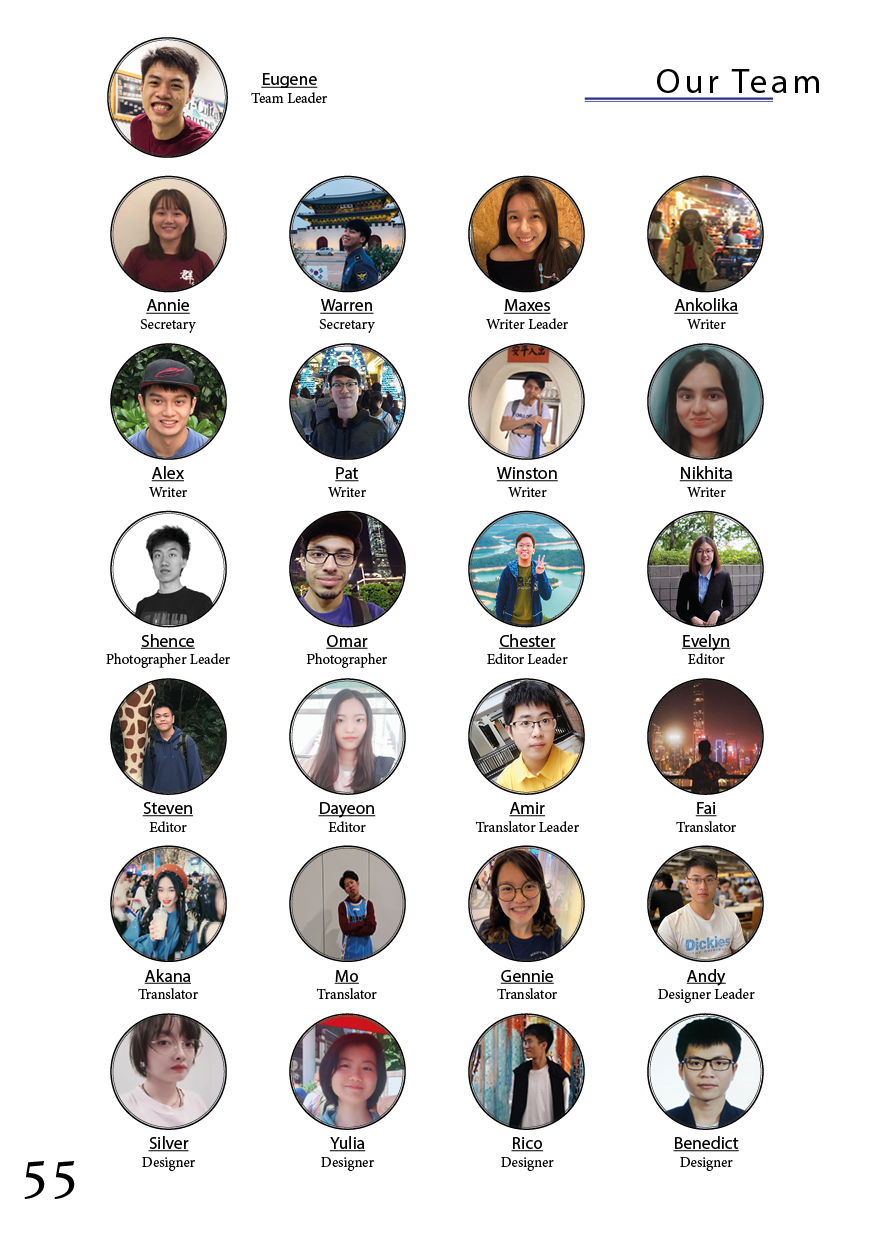 Our Team
Eugene
Team Leader
Annie
Secretary
Warren
Secretary
Maxes
Writer Leader
Ankolika
Writer
Alex
Writer
Pat
Writer
Winston
Writer
Nikhita
Writer
Shence
Photographer Leader
Omar
Photographer
Chester
Editor Leader
Evelyn
Editor
Steven
Editor
Dayeon
Editor
Amir
Translator Leader
Fai
Translator
Akana
Translator
Mo
Translator
Gennie
Translator
Dickies
Andy
Designer Leader
Silver
Designer
Yulia
Designer
Rico
Designer
Benedict
Designer
55